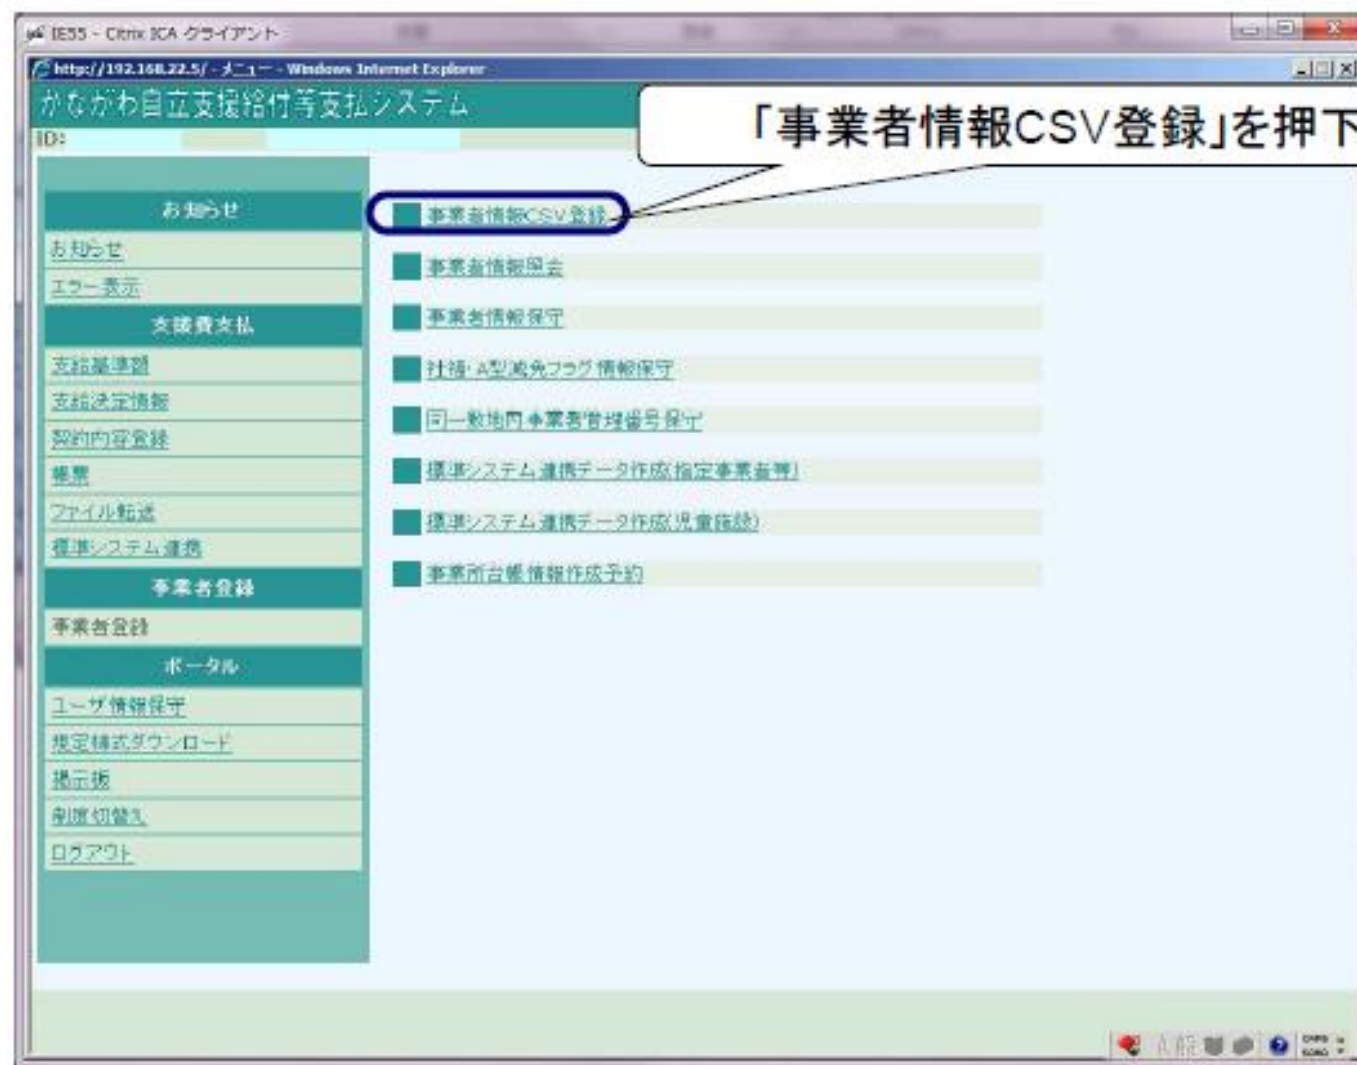 IE55 - Citrix ICA クライアント
http://192.168.22.5/ - メニュー - Windows Internet Explorer
かながわ自立支援給付等支払システム
ID:
「事業者情報CSV登録」を押下
お知らせ
お知らせ
エラー表示
支援費支払
支給基準額
支給決定情報
契約内容登録
帳票
ファイル転送
標準システム連携
事業者登録
事業者登録
ポータル
ユーザ情報保守
規定様式ダウンロード
掲示板
制度切替え
ログアウト
事業者情報CSV登録
事業者情報照会
事業者情報保守
社福・A型減免フラグ情報保守
同一敷地内事業者管理番号保守
標準システム連携データ作成(指定事業者等)
標準システム連携データ作成(児童施設)
事業所台帳情報作成予約